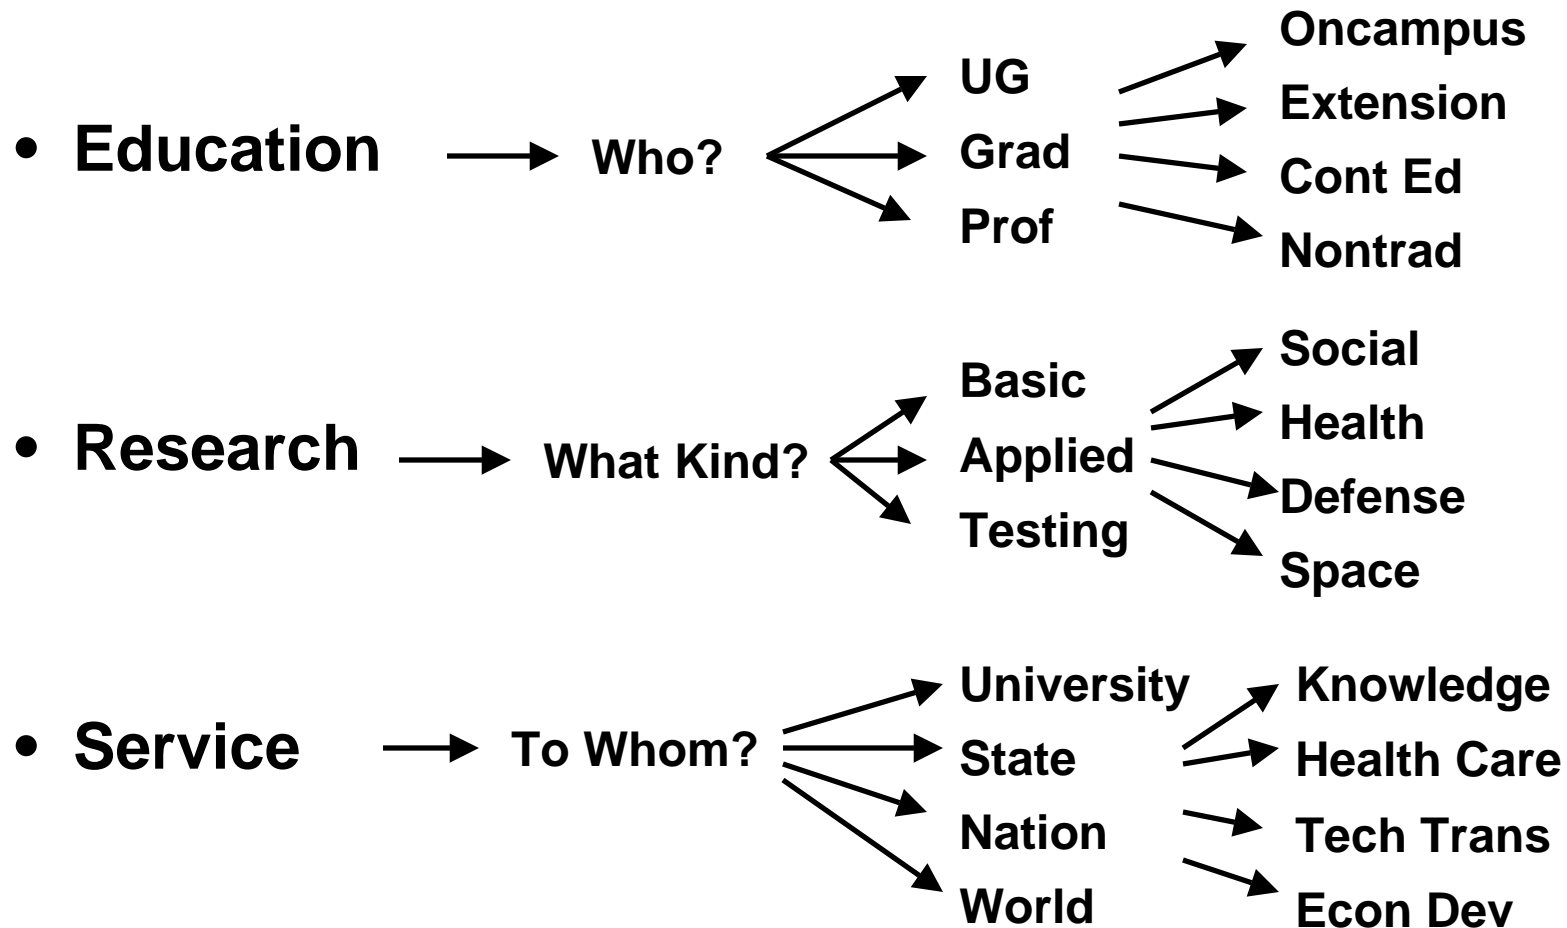 • Education
Who?
UG
Grad
Prof
Oncampus
Extension
Cont Ed
Nontrad
• Research
What Kind?
Basic
Applied
Testing
Social
Health
Defense
Space
• Service
To Whom?
University
State
Nation
World
Knowledge
Health Care
Tech Trans
Econ Dev